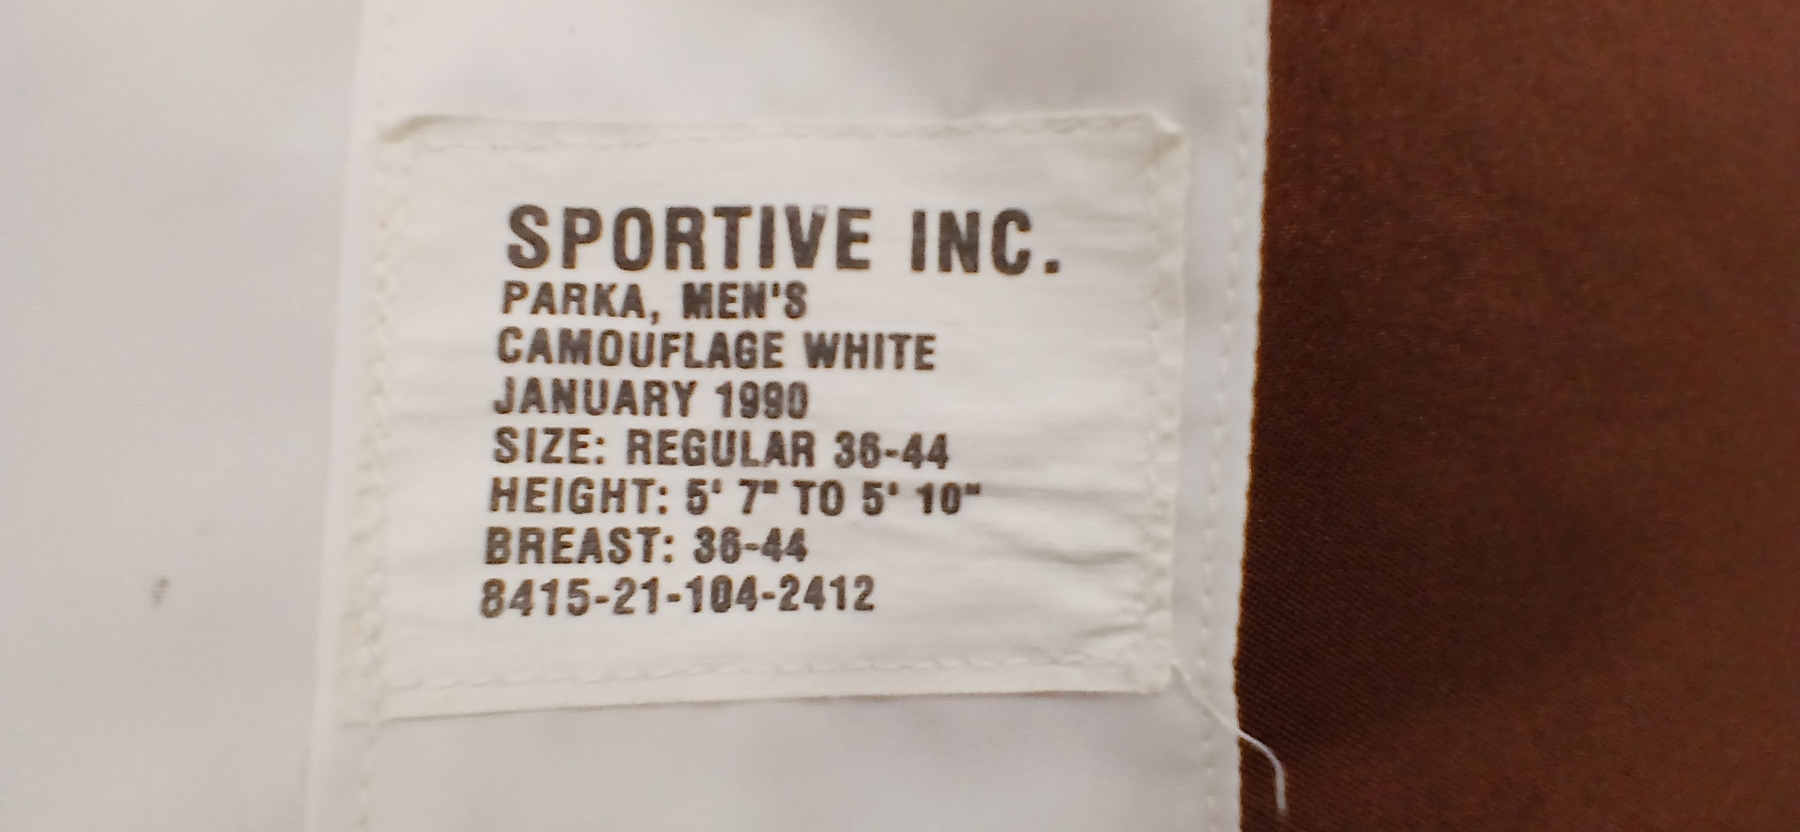 SPORTIVE INC.
PARKA, MEN'S
CAMOUFLAGE WHITE
JANUARY 1990
SIZE: REGULAR 36-44
HEIGHT: 5' 7" TO 5' 10"
BREAST: 36-44
8415-21-104-2412